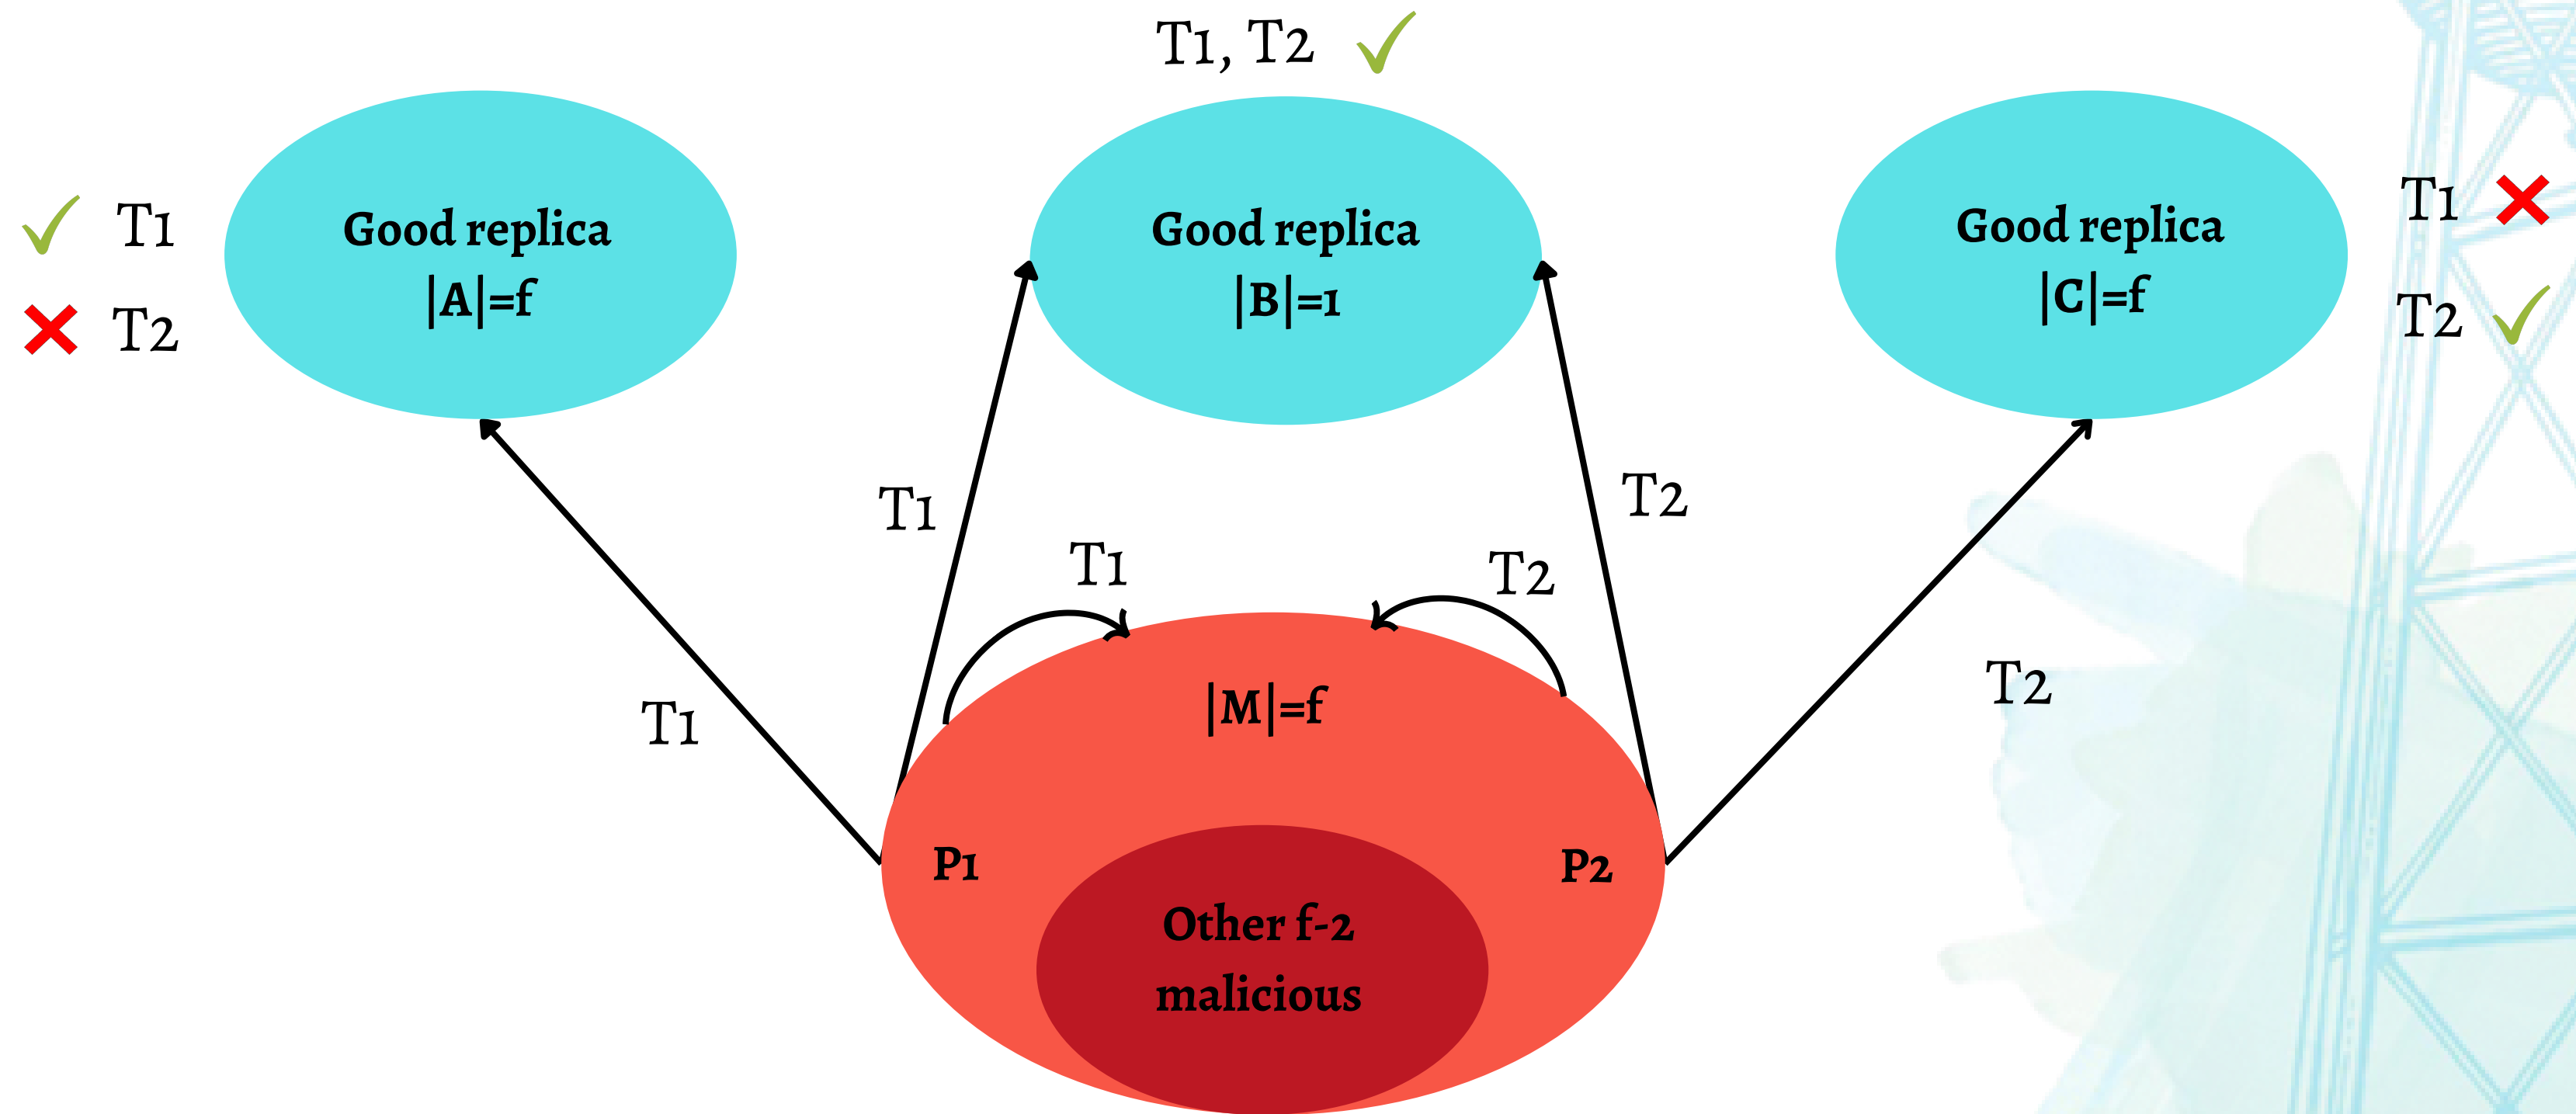 T1, T2
T1
T2
Good replica
|A|=f
Good replica
|B|=1
Good replica
|C|=f
T1
T2
T1
T2
T1
T2
T1
T2
|M|=f
P1
P2
Other f-2
malicious